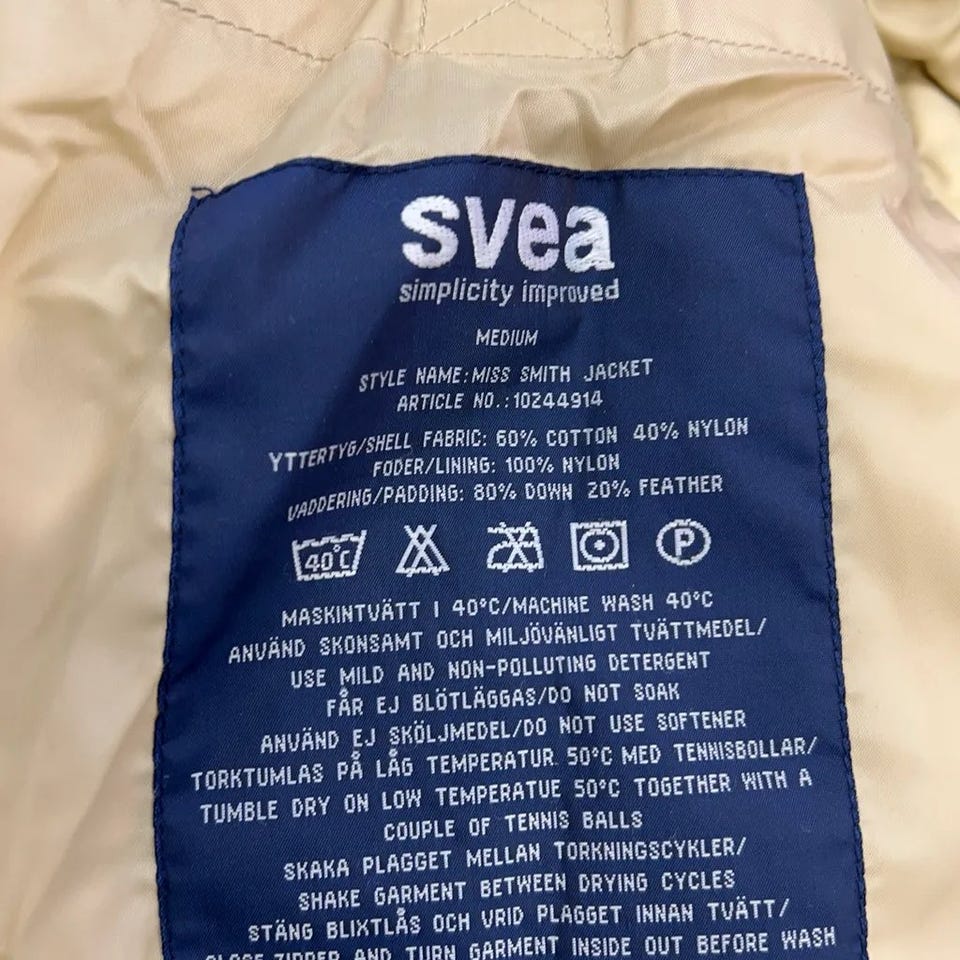 svea
simplicity improved
MEDIUM
STYLE NAME: MISS SMITH JACKET
ARTICLE NO.: 10244914
YTTERTYG/SHELL FABRIC: 60% COTTON 40% NYLON
FODER/LINING: 100% NYLON
VADDERING/PADDING: 80% DOWN 20% FEATHER
40°C P
MASKINTVÄTT I 40°C/MACHINE WASH 40°C
ANVÄND SKONSAMT OCH MILJÖVÄNLIGT TVÄTTMEDEL/
USE MILD AND NON-POLLUTING DETERGENT
FÅR EJ BLÖTLÄGGAS/DO NOT SOAK
ANVÄND EJ SKÖLJMEDEL/DO NOT USE SOFTENER
TORKTUMLAS PÅ LÅG TEMPERATUR 50°C MED TENNISBOLLAR/
TUMBLE DRY ON LOW TEMPERATUE 50°C TOGETHER WITH A
COUPLE OF TENNIS BALLS
SKAKA PLAGGET MELLAN TORKNINGSCYKLER/
SHAKE GARMENT BETWEEN DRYING CYCLES
STÄNG BLIXTLÅS OCH VRID PLAGGET INNAN TVÄTT/
CLOSE ZIPPER AND TURN GARMENT INSIDE OUT BEFORE WASH